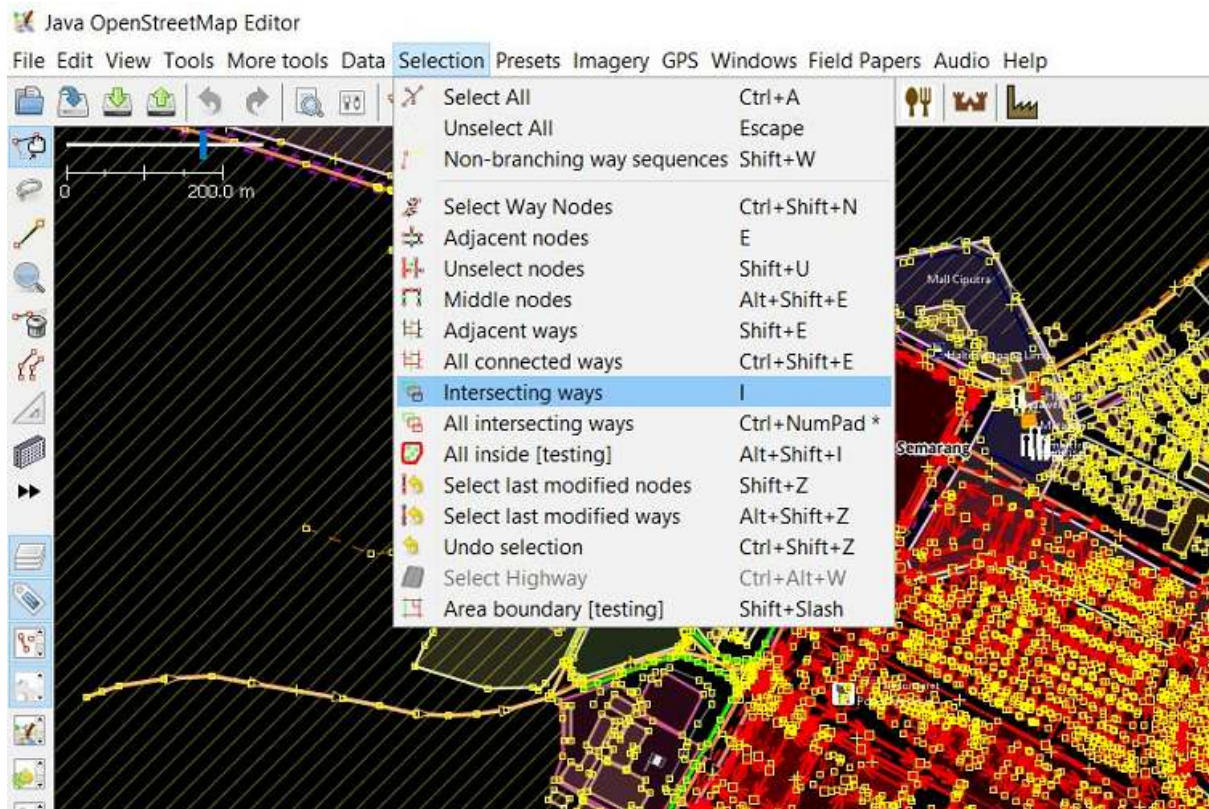 Java OpenStreetMap Editor
File Edit View Tools More tools Data Selection Presets Imagery GPS Windows Field Papers Audio Help
Select All Ctrl+A
Unselect All Escape
Non-branching way sequences Shift+W
0 200.0 m
Select Way Nodes Ctrl+Shift+N
Adjacent nodes E
Unselect nodes Shift+U
Middle nodes Alt+Shift+E
Mall Ciputra
Adjacent ways Shift+E
All connected ways Ctrl+Shift+E
Intersecting ways I
All intersecting ways Ctrl+NumPad *
Semarang
All inside [testing] Alt+Shift+I
Select last modified nodes Shift+Z
Select last modified ways Alt+Shift+Z
Undo selection Ctrl+Shift+Z
Select Highway Ctrl+Alt+W
Area boundary [testing] Shift+Slash